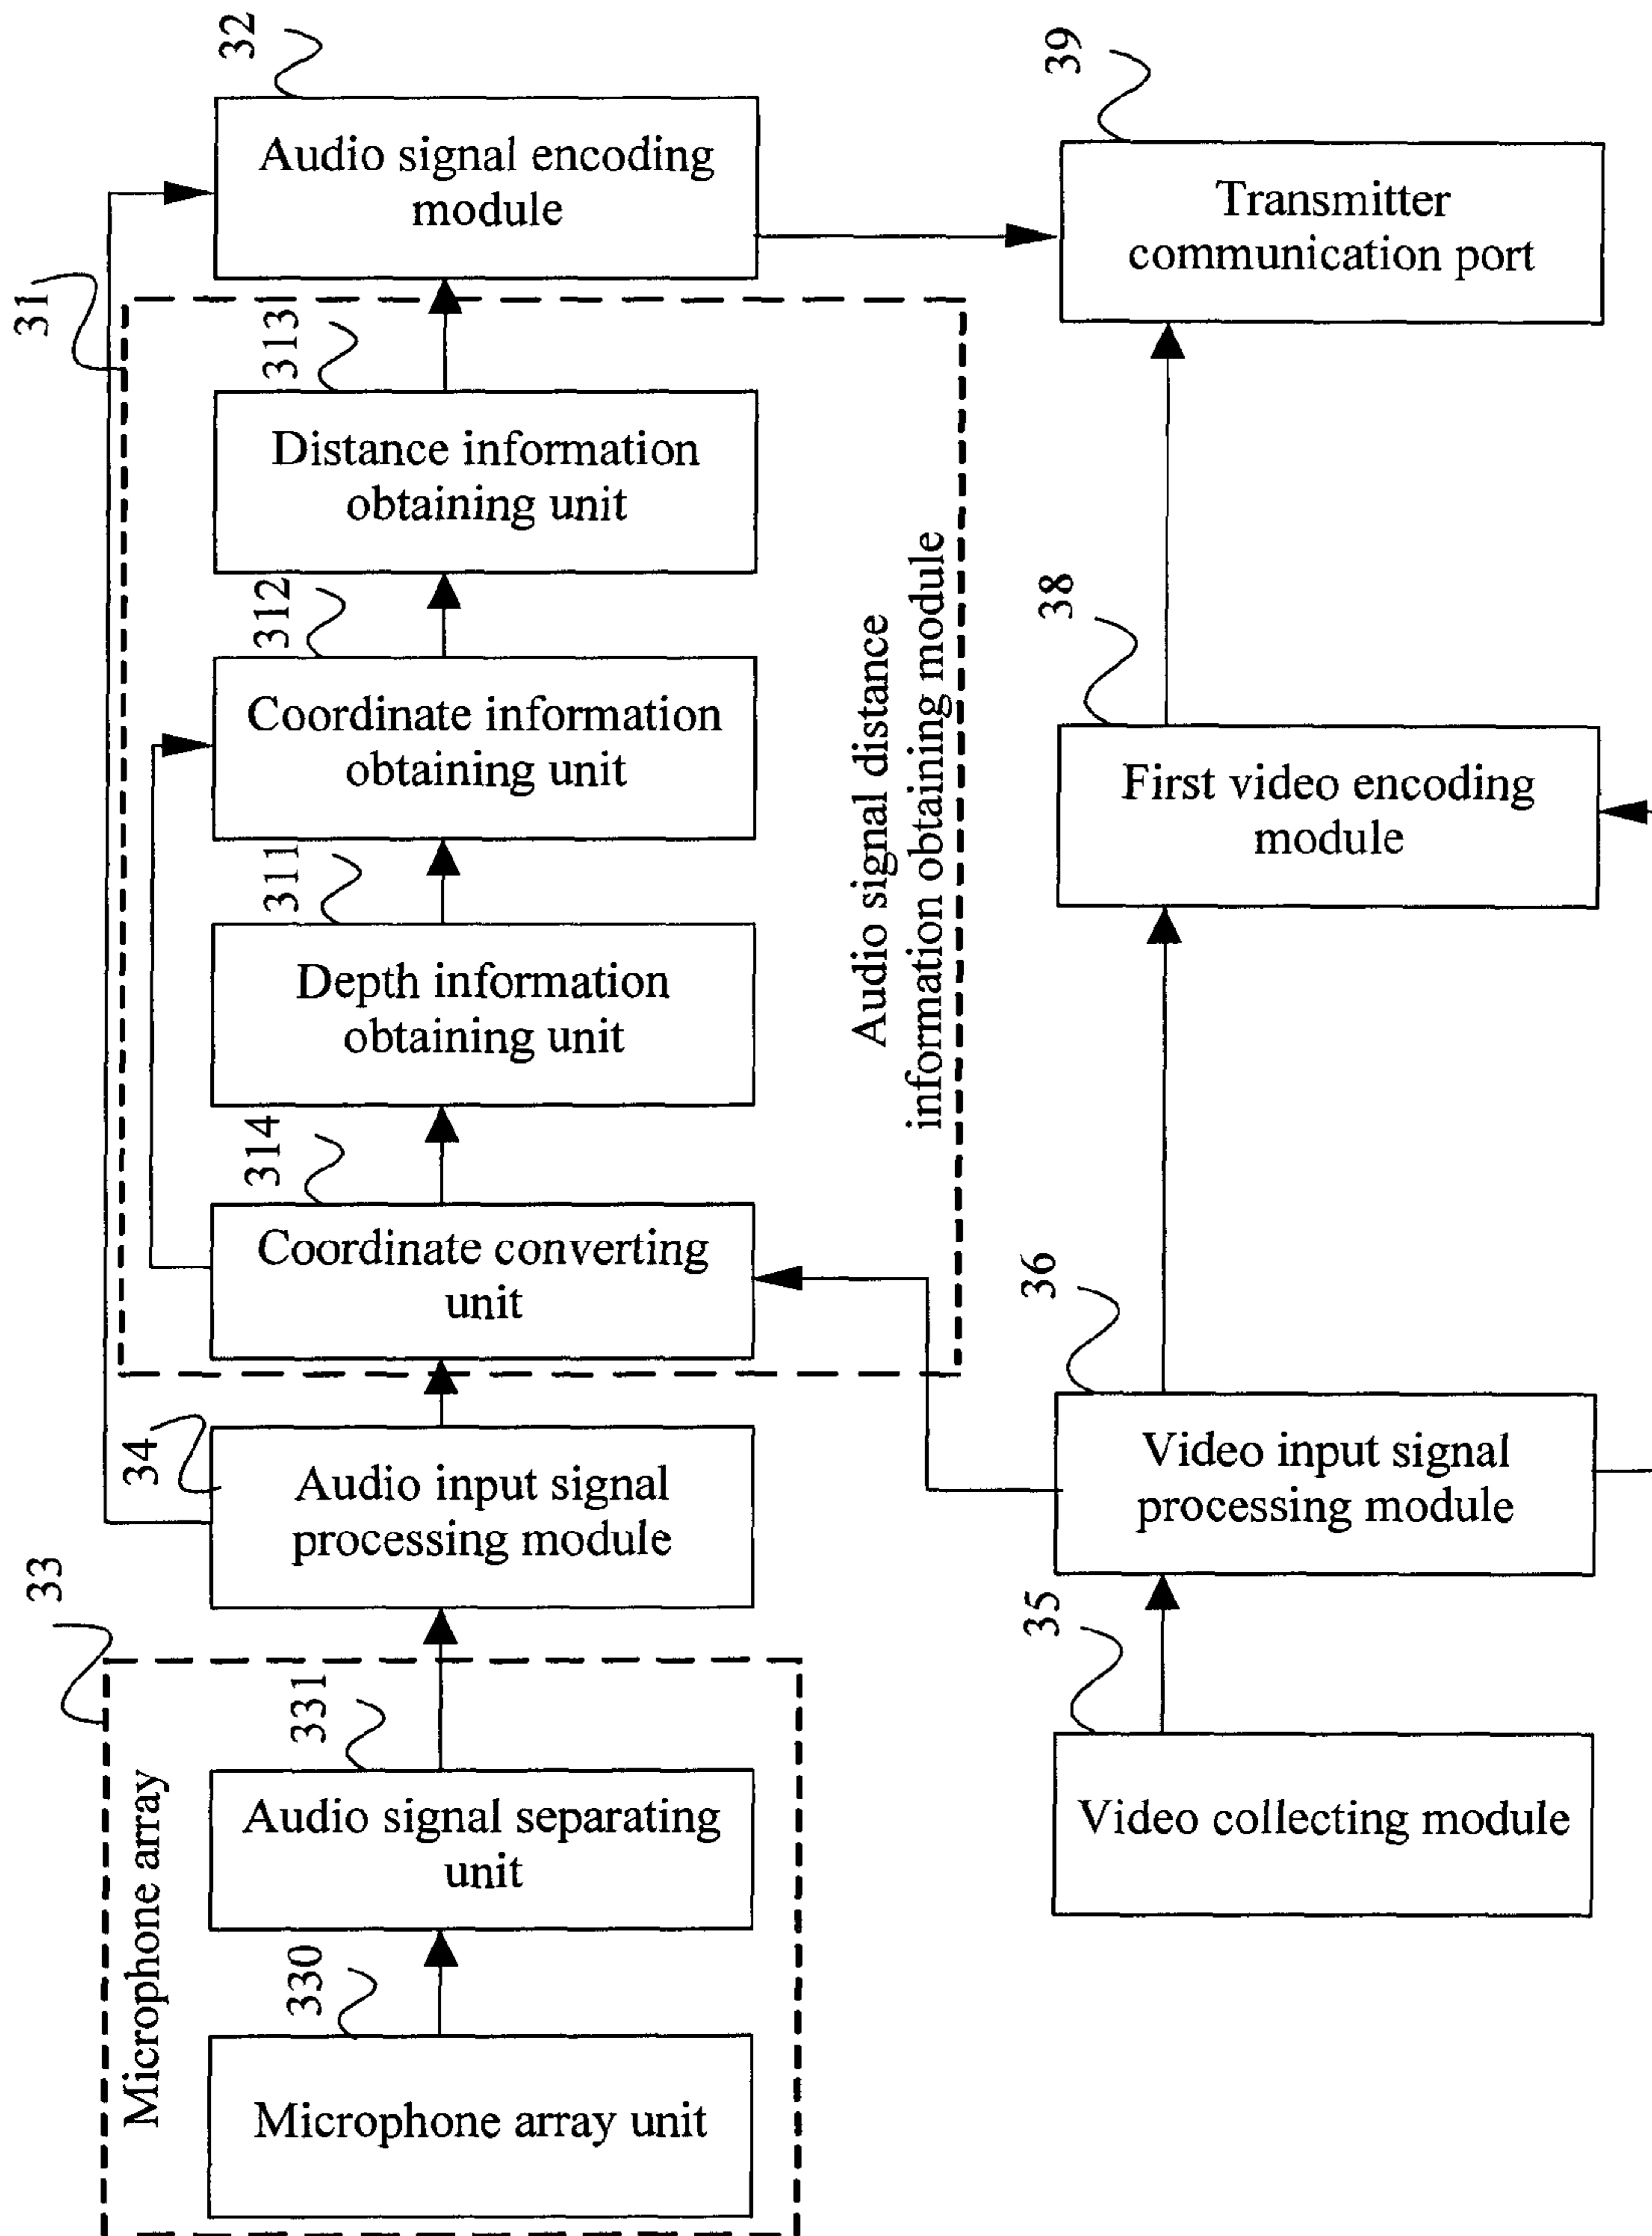 32
Audio signal encoding
module
39
Transmitter
communication port
31
313
Distance information
obtaining unit
312
Coordinate information
obtaining unit
311
Depth information
obtaining unit
314
Coordinate converting
unit
Audio signal distance
information obtaining module
38
First video encoding
module
34
Audio input signal
processing module
36
Video input signal
processing module
33
Microphone array
331
Audio signal separating
unit
35
Video collecting module
330
Microphone array unit